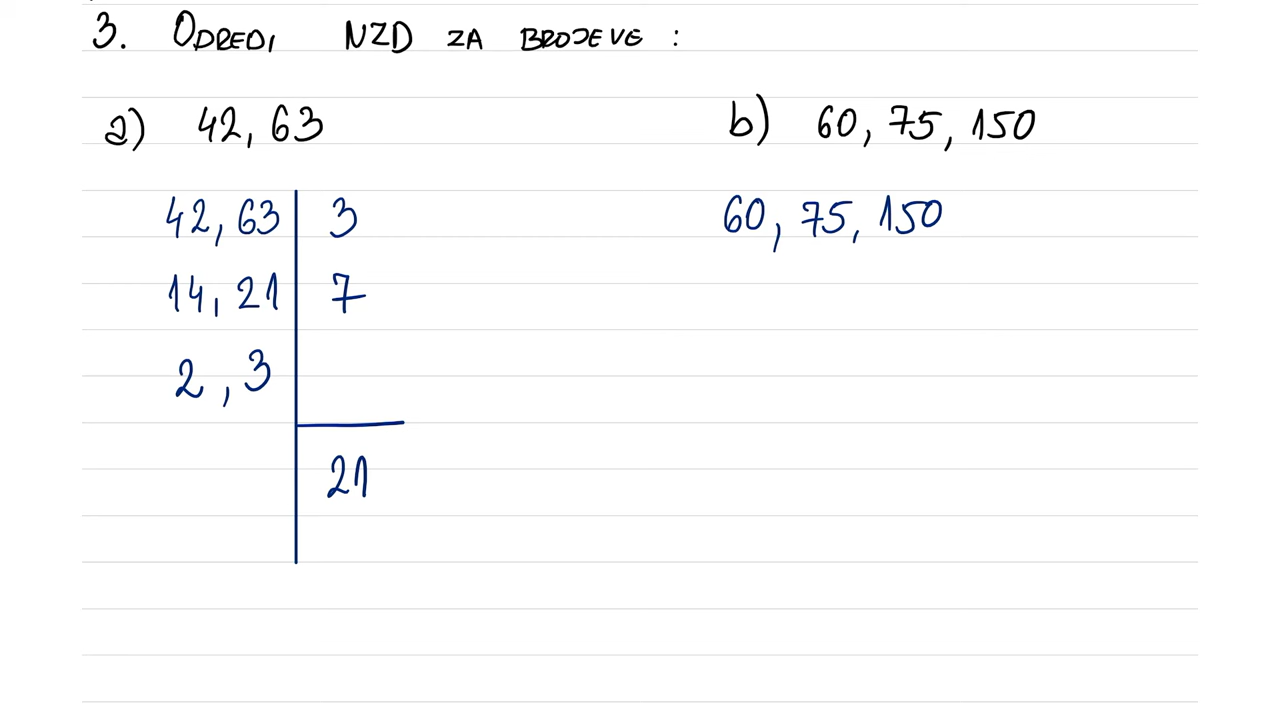 3. ODREDI NZD ZA BROJEVE :
a) 42, 63
42, 63 3
14, 21 7
2, 3
21
b) 60, 75, 150
60, 75, 150